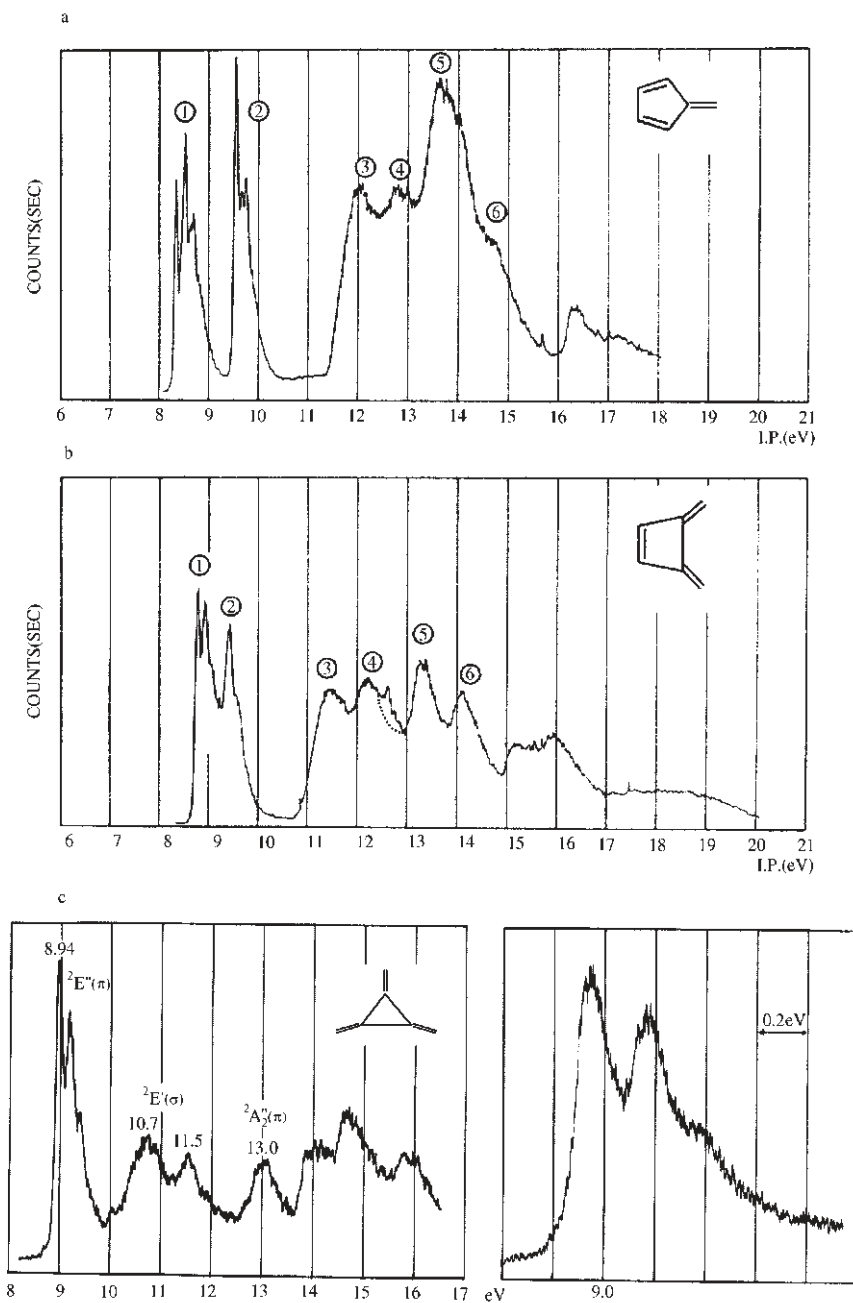 a
① ② ③ ④ ⑤ ⑥
COUNTS(SEC)
6 7 8 9 10 11 12 13 14 15 16 17 18 19 20 21
I.P.(eV)
b
① ② ③ ④ ⑤ ⑥
COUNTS(SEC)
6 7 8 9 10 11 12 13 14 15 16 17 18 19 20 21
I.P.(eV)
c
8.94
²E"(π)
²E'(σ)
10.7
11.5
²A₂"(π)
13.0
8 9 10 11 12 13 14 15 16 17
0.2eV
eV 9.0